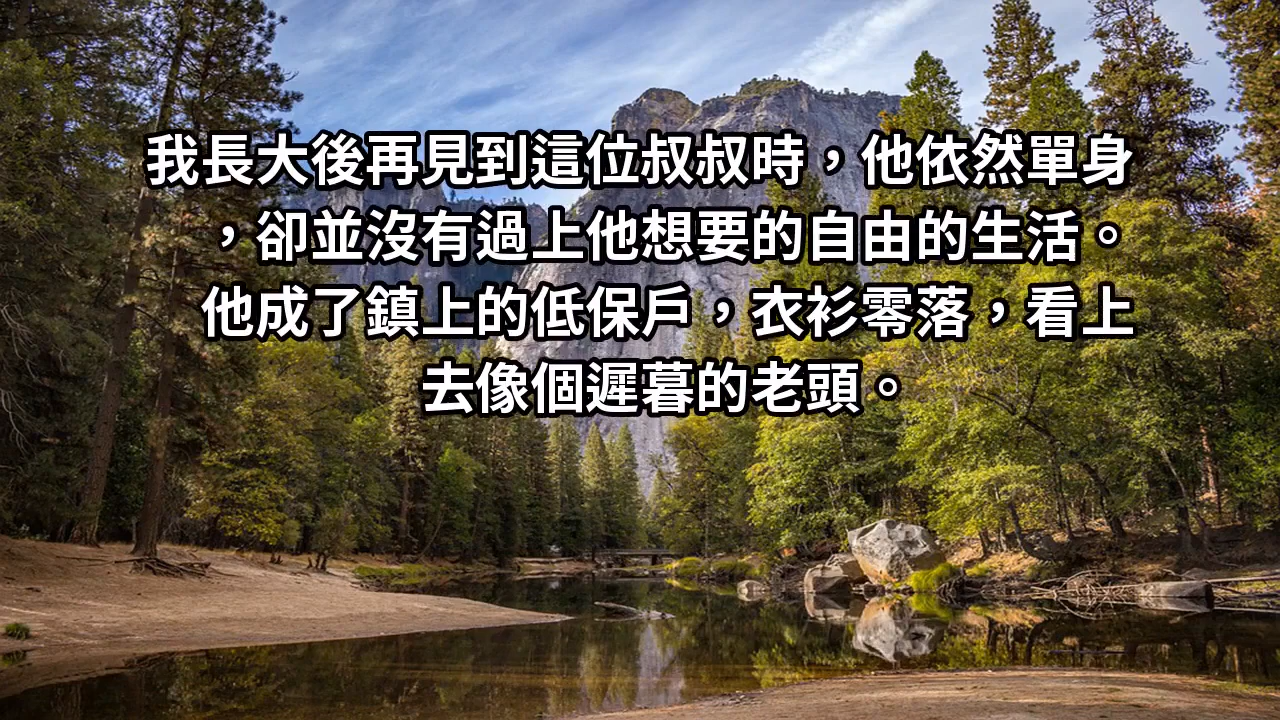 我長大後再見到這位叔叔時，他依然單身
，卻並沒有過上他想要的自由的生活。
他成了鎮上的低保戶，衣衫零落，看上
去像個遲暮的老頭。